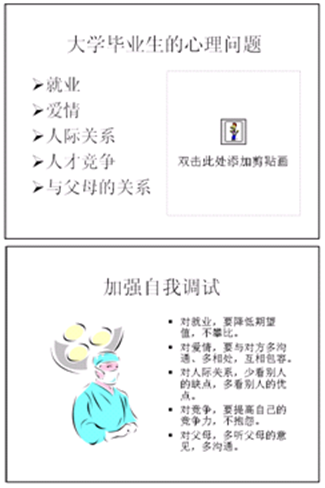 大学毕业生的心理问题
就业
爱情
人际关系
人才竞争
与父母的关系
双击此处添加剪贴画
加强自我调试
对就业，要降低期望
值，不攀比。
对爱情，要与对方多沟
通、多相处，互相包容。
对人际关系，少看别人
的缺点，多看别人的优
点。
对竞争，要提高自己的
竞争力，不抱怨。
对父母，多听父母的意
见，多沟通。